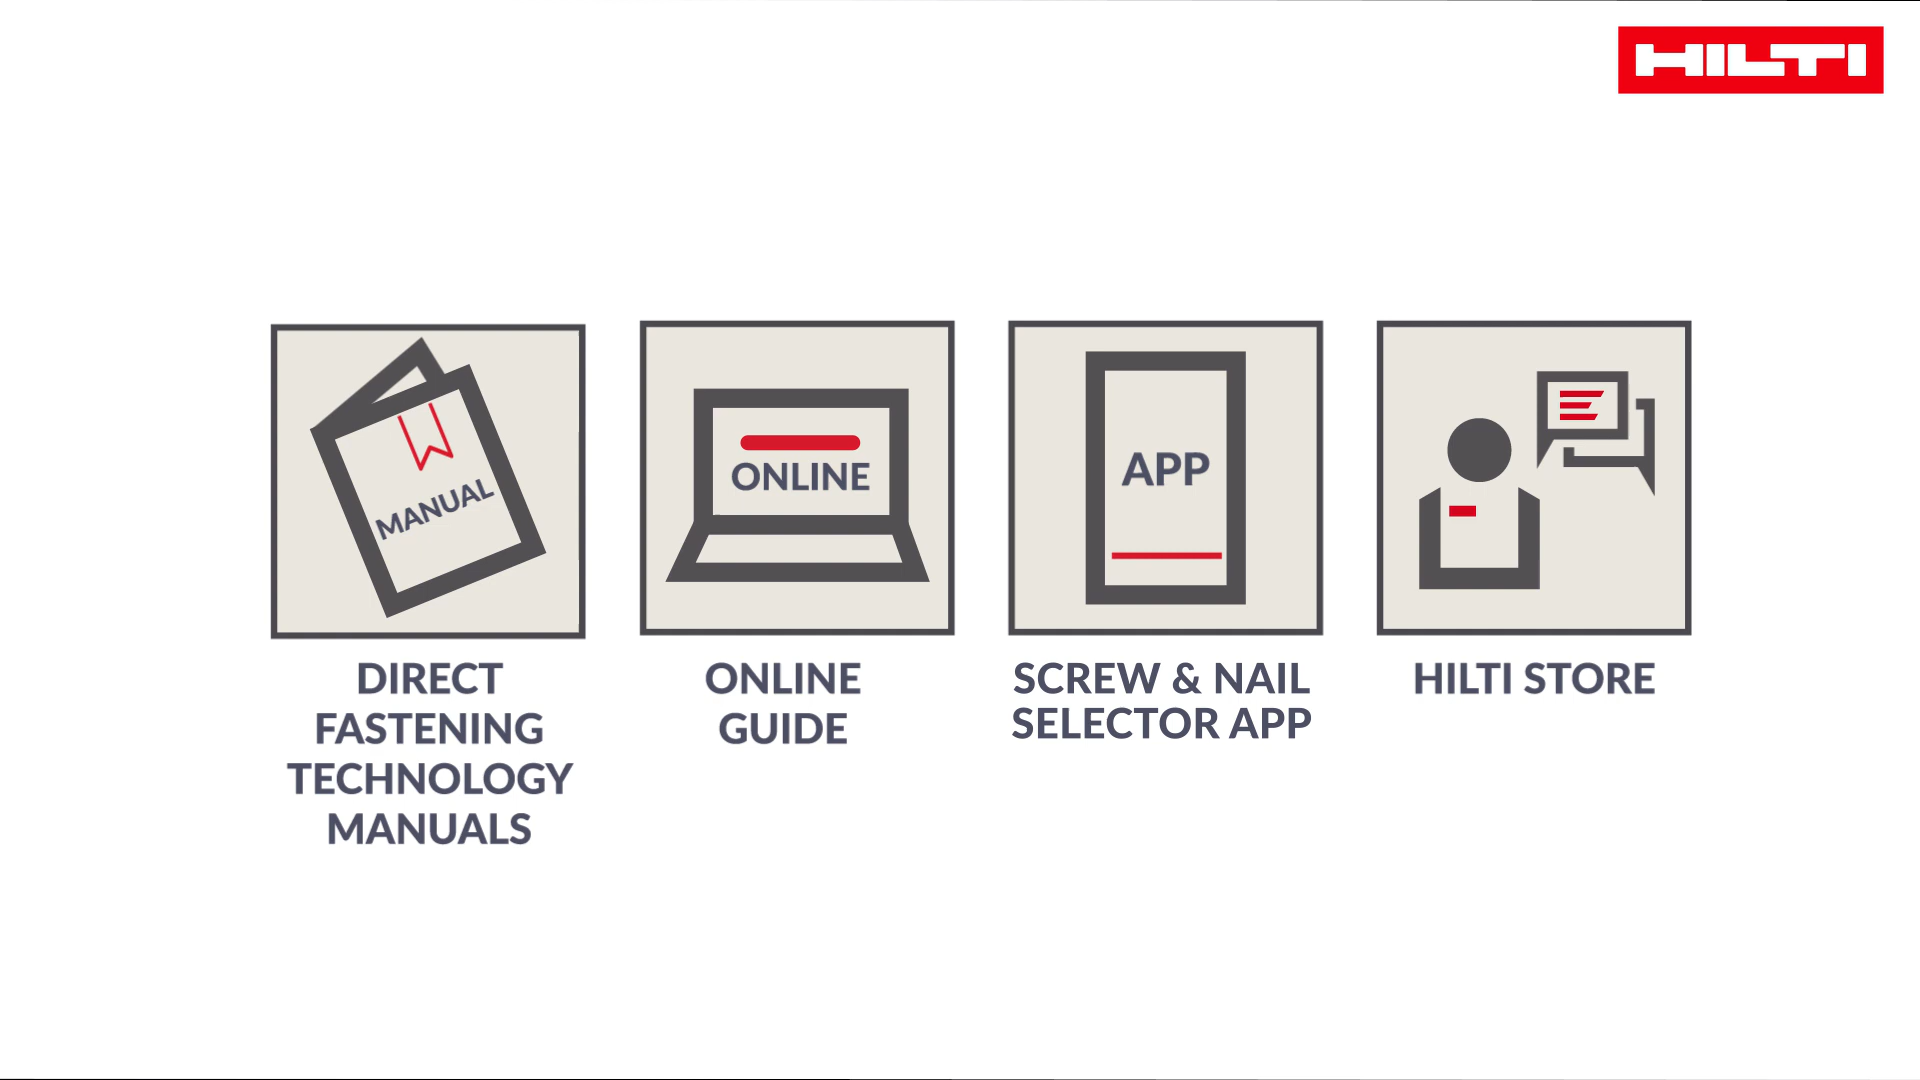 HILTI
MANUAL
ONLINE
APP
DIRECT
FASTENING
TECHNOLOGY
MANUALS
ONLINE
GUIDE
SCREW & NAIL
SELECTOR APP
HILTI STORE